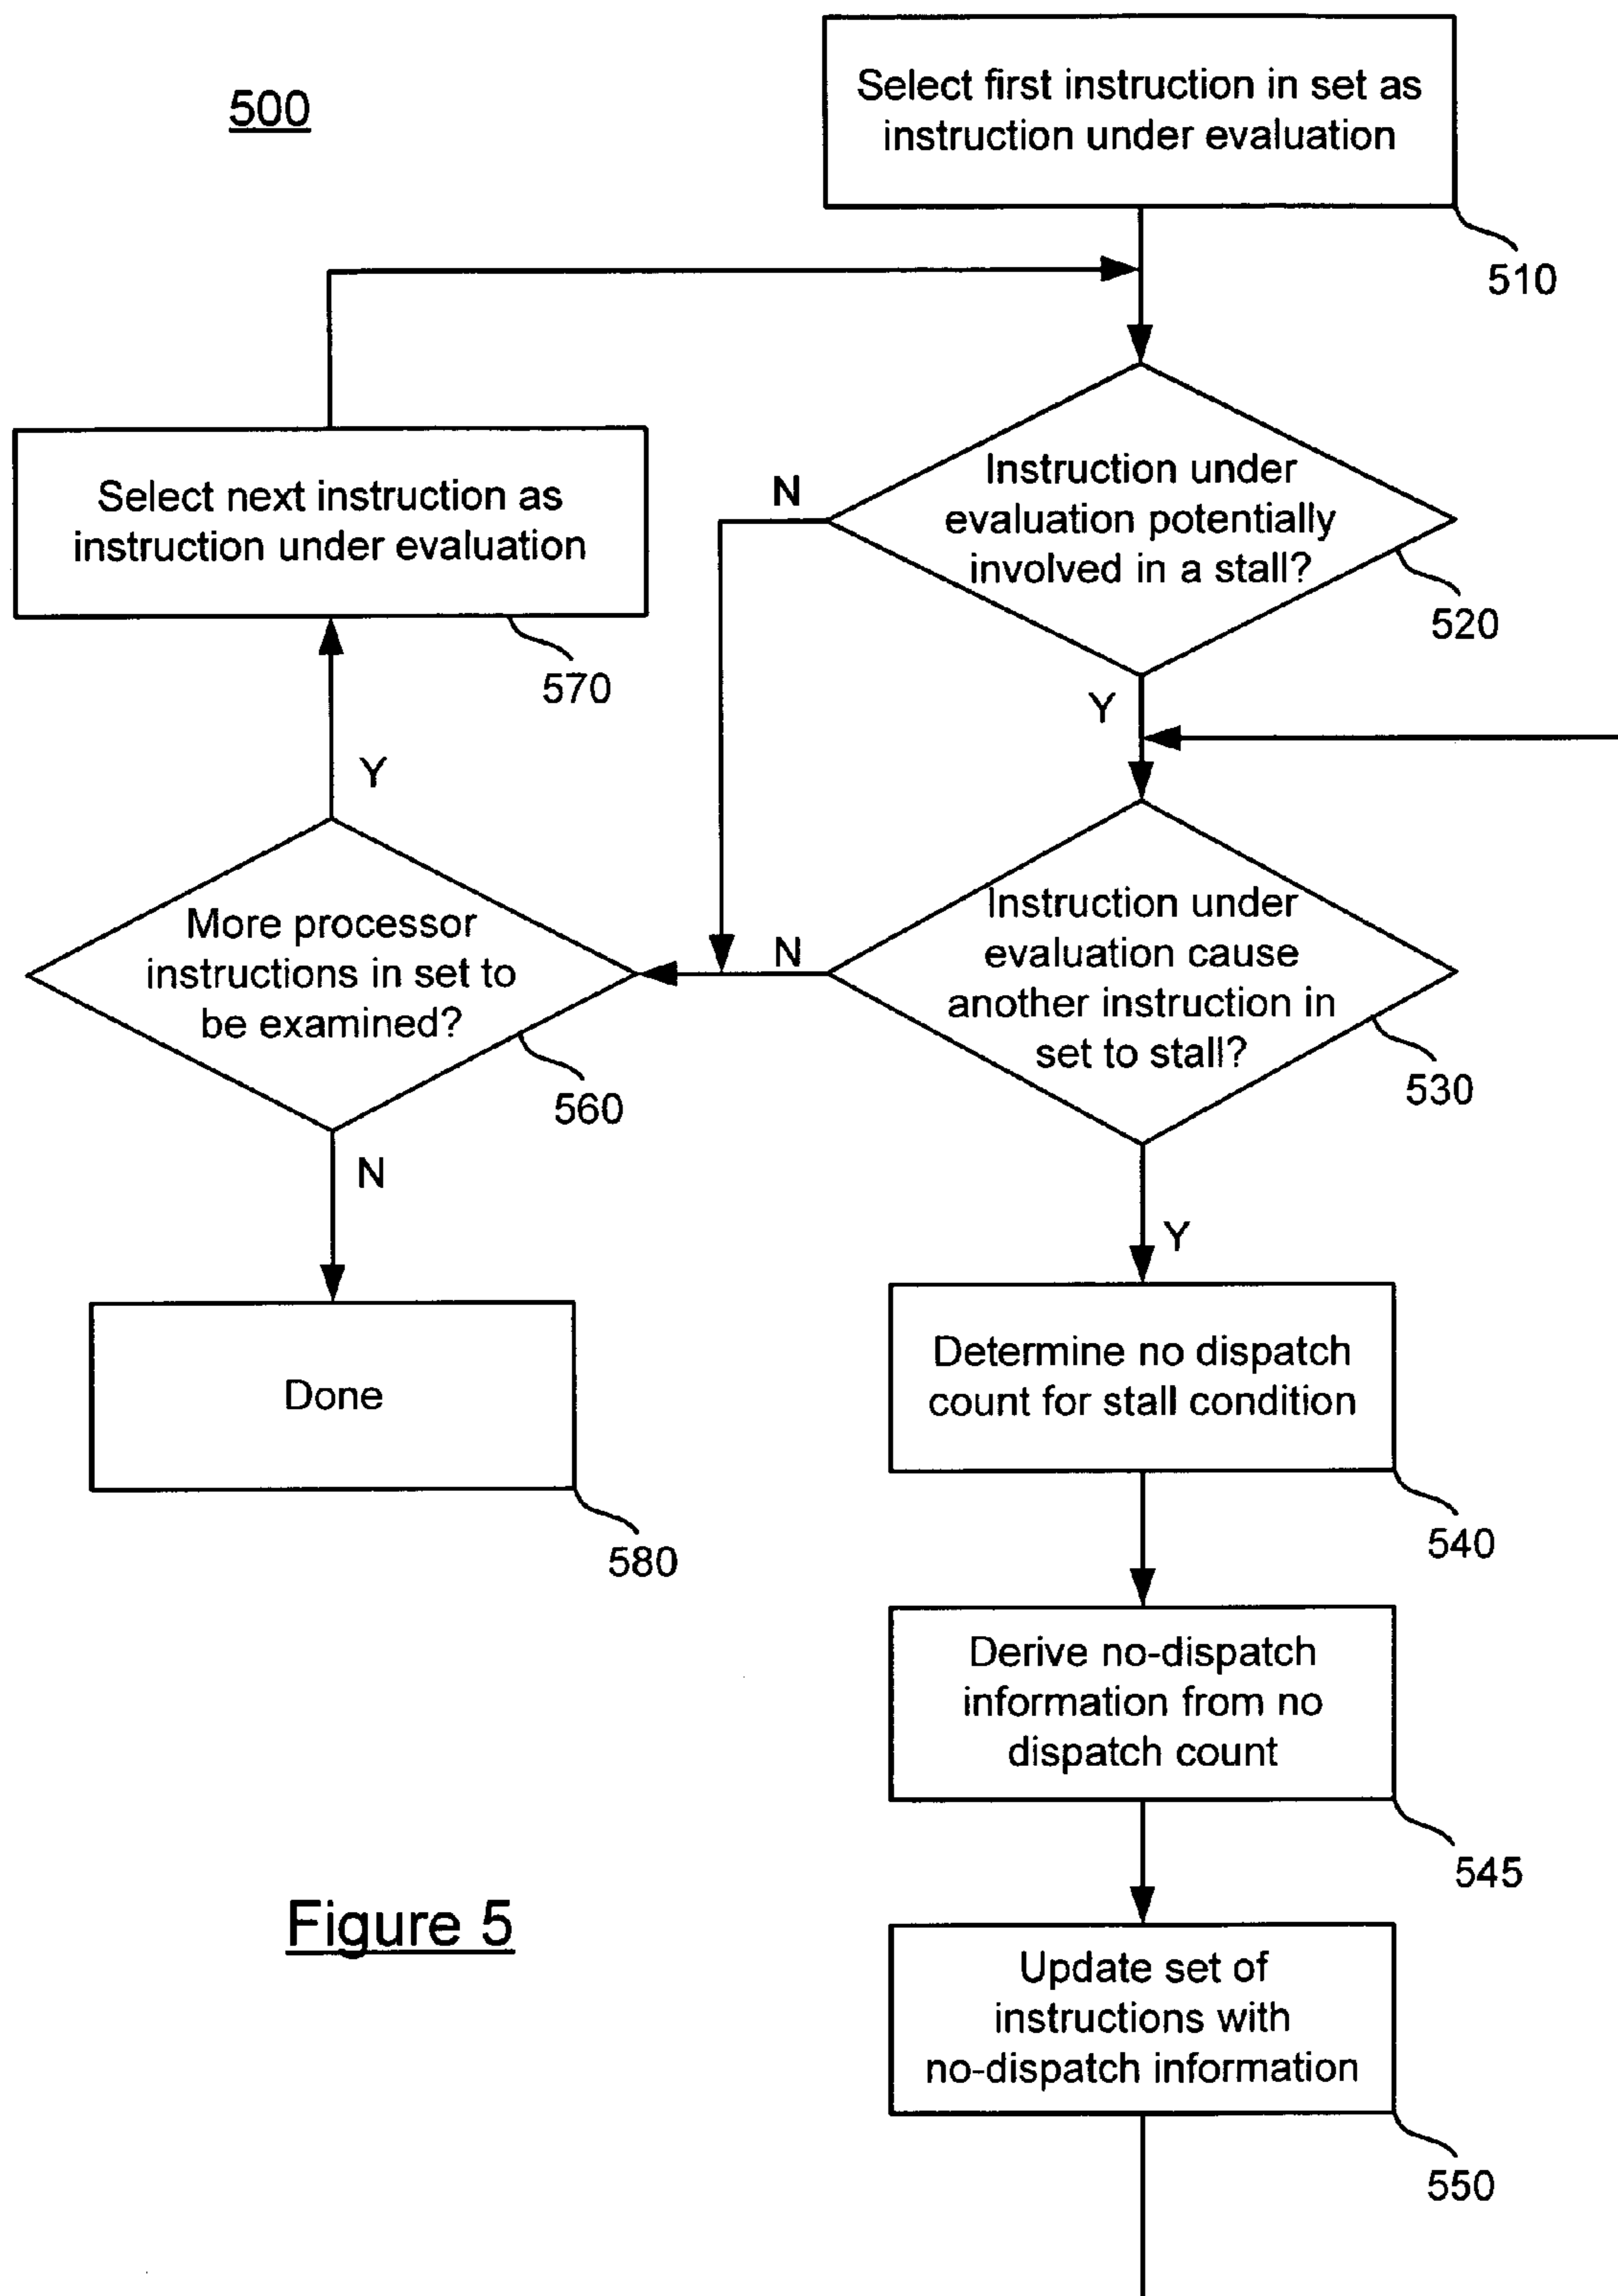 500
Select first instruction in set as
instruction under evaluation
510
Instruction under
evaluation potentially
involved in a stall?
520
N
Y
Select next instruction as
instruction under evaluation
570
Y
More processor
instructions in set to
be examined?
560
N
N
Instruction under
evaluation cause
another instruction in
set to stall?
530
Y
Done
580
Determine no dispatch
count for stall condition
540
Derive no-dispatch
information from no
dispatch count
545
Update set of
instructions with
no-dispatch information
550
Figure 5